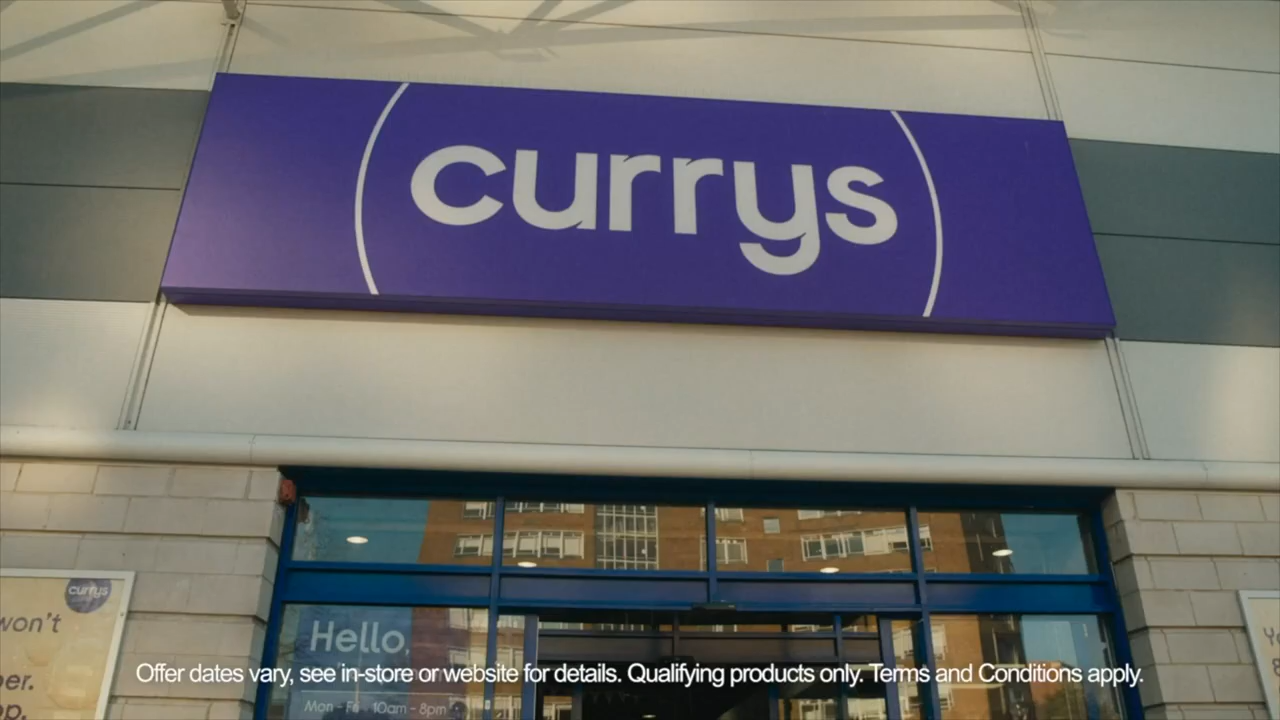 currys
currys
won't
Hello,
Offer dates vary, see in-store or website for details. Qualifying products only. Terms and Conditions apply.
Mon - Fri 10am - 8pm